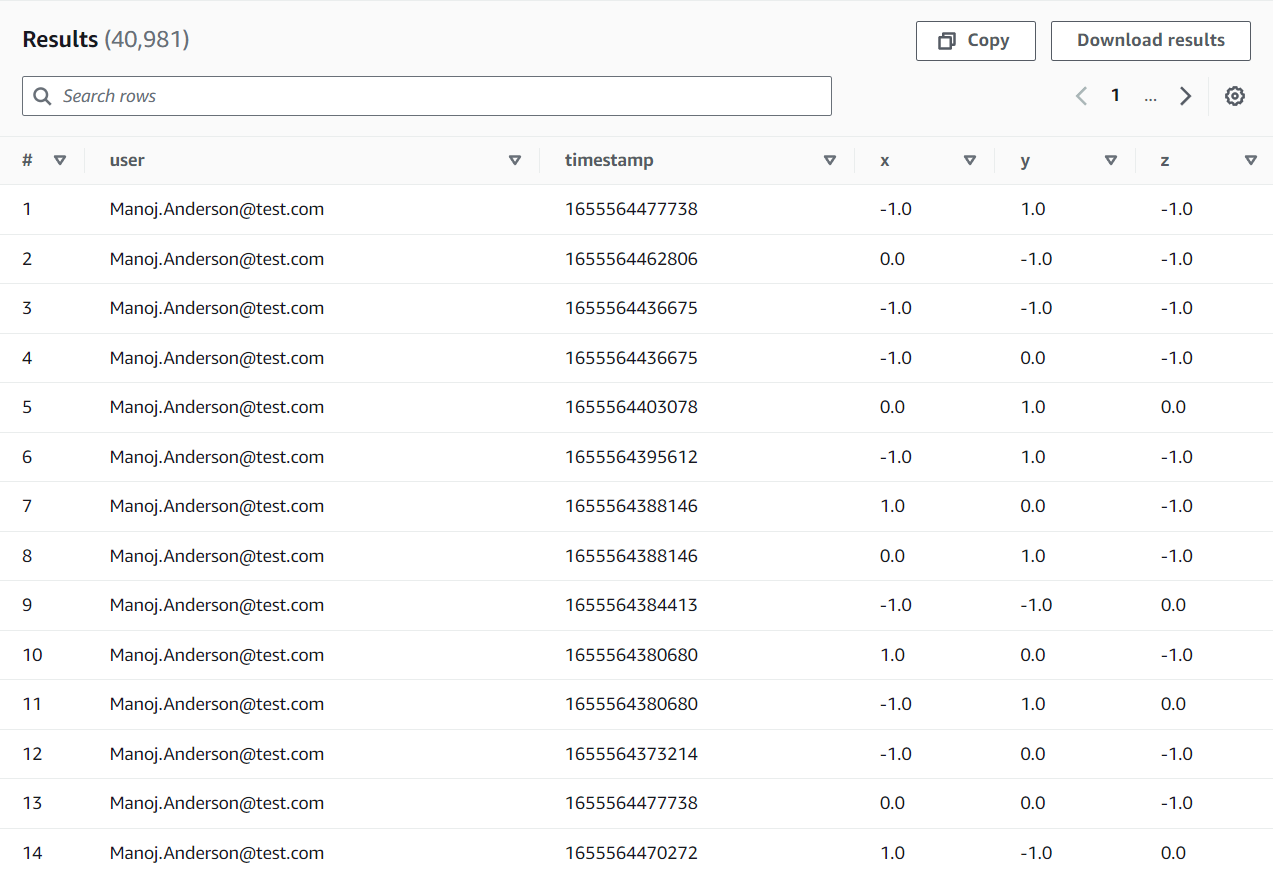 Results (40,981)
Copy
Download results
Search rows
1 ...
# user timestamp x y z
1 Manoj.Anderson@test.com 1655564477738 -1.0 1.0 -1.0
2 Manoj.Anderson@test.com 1655564462806 0.0 -1.0 -1.0
3 Manoj.Anderson@test.com 1655564436675 -1.0 -1.0 -1.0
4 Manoj.Anderson@test.com 1655564436675 -1.0 0.0 -1.0
5 Manoj.Anderson@test.com 1655564403078 0.0 1.0 0.0
6 Manoj.Anderson@test.com 1655564395612 -1.0 1.0 -1.0
7 Manoj.Anderson@test.com 1655564388146 1.0 0.0 -1.0
8 Manoj.Anderson@test.com 1655564388146 0.0 1.0 -1.0
9 Manoj.Anderson@test.com 1655564384413 -1.0 -1.0 0.0
10 Manoj.Anderson@test.com 1655564380680 1.0 0.0 -1.0
11 Manoj.Anderson@test.com 1655564380680 -1.0 1.0 0.0
12 Manoj.Anderson@test.com 1655564373214 -1.0 0.0 -1.0
13 Manoj.Anderson@test.com 1655564477738 0.0 0.0 -1.0
14 Manoj.Anderson@test.com 1655564470272 1.0 -1.0 0.0